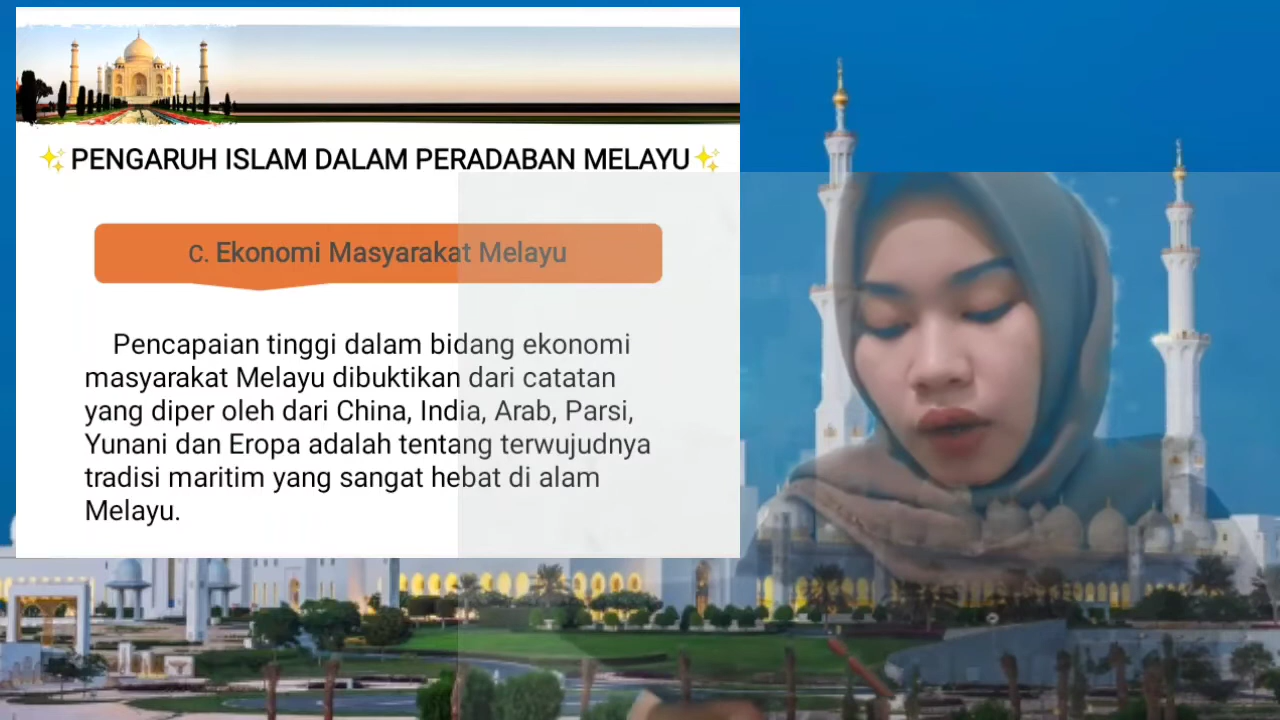 ✨PENGARUH ISLAM DALAM PERADABAN MELAYU✨
C. Ekonomi Masyarakat Melayu
Pencapaian tinggi dalam bidang ekonomi
masyarakat Melayu dibuktikan dari catatan
yang diper oleh dari China, India, Arab, Parsi,
Yunani dan Eropa adalah tentang terwujudnya
tradisi maritim yang sangat hebat di alam
Melayu.